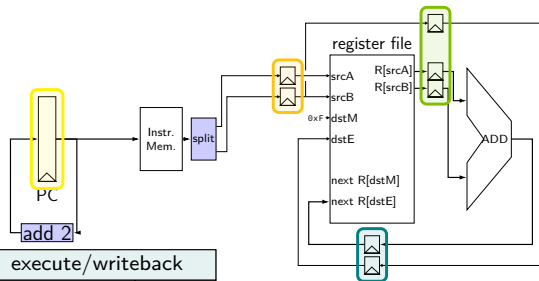 register file
srcA
srcB
0xF
dstM
dstE
R[srcA]
R[srcB]
next R[dstM]
next R[dstE]
Instr.
Mem.
split
ADD
PC
add 2
execute/writeback